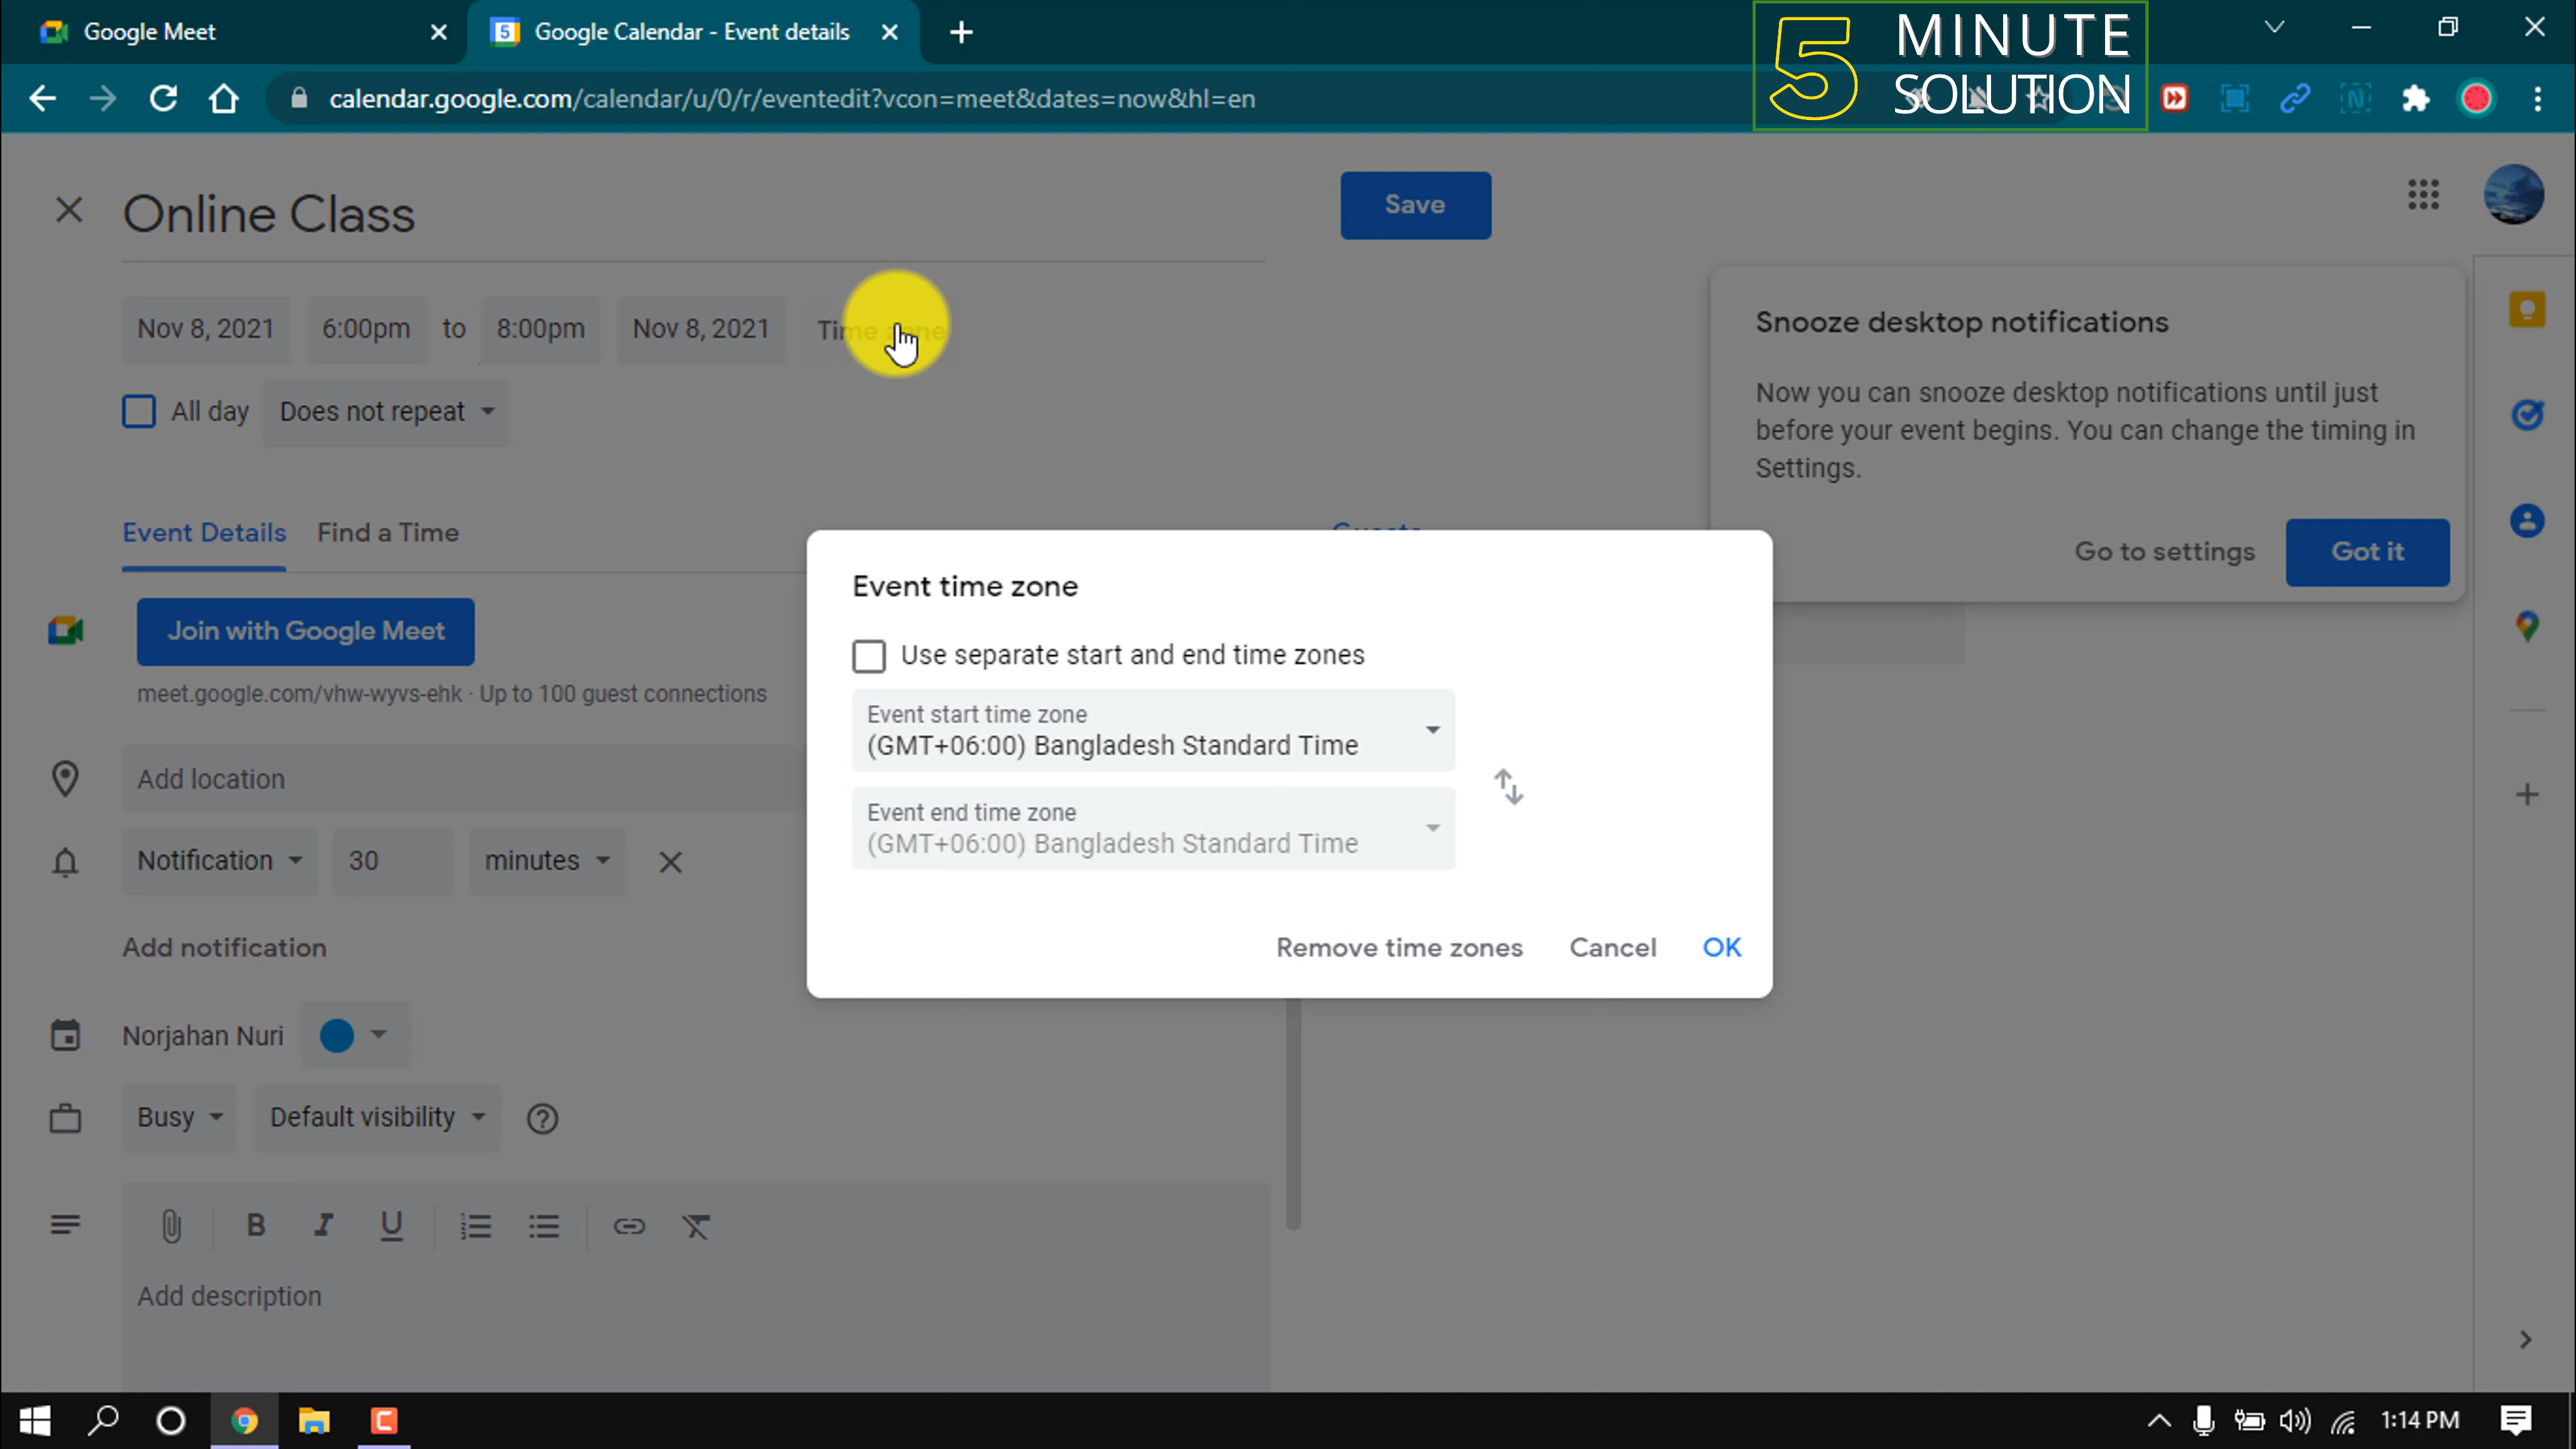 Google Meet
Google Calendar - Event details
5 MINUTE SOLUTION
calendar.google.com/calendar/u/0/r/eventedit?vcon=meet&dates=now&hl=en
Online Class
Save
Nov 8, 2021 6:00pm to 8:00pm Nov 8, 2021 Time zone
All day Does not repeat
Snooze desktop notifications
Now you can snooze desktop notifications until just
before your event begins. You can change the timing in
Settings.
Go to settings Got it
Event Details Find a Time
Guests
Join with Google Meet
meet.google.com/vhw-wyvs-ehk · Up to 100 guest connections
Add location
Notification 30 minutes
Add notification
Norjahan Nuri
Busy Default visibility
B I U
Add description
Event time zone
Use separate start and end time zones
Event start time zone
(GMT+06:00) Bangladesh Standard Time
Event end time zone
(GMT+06:00) Bangladesh Standard Time
Remove time zones Cancel OK
1:14 PM